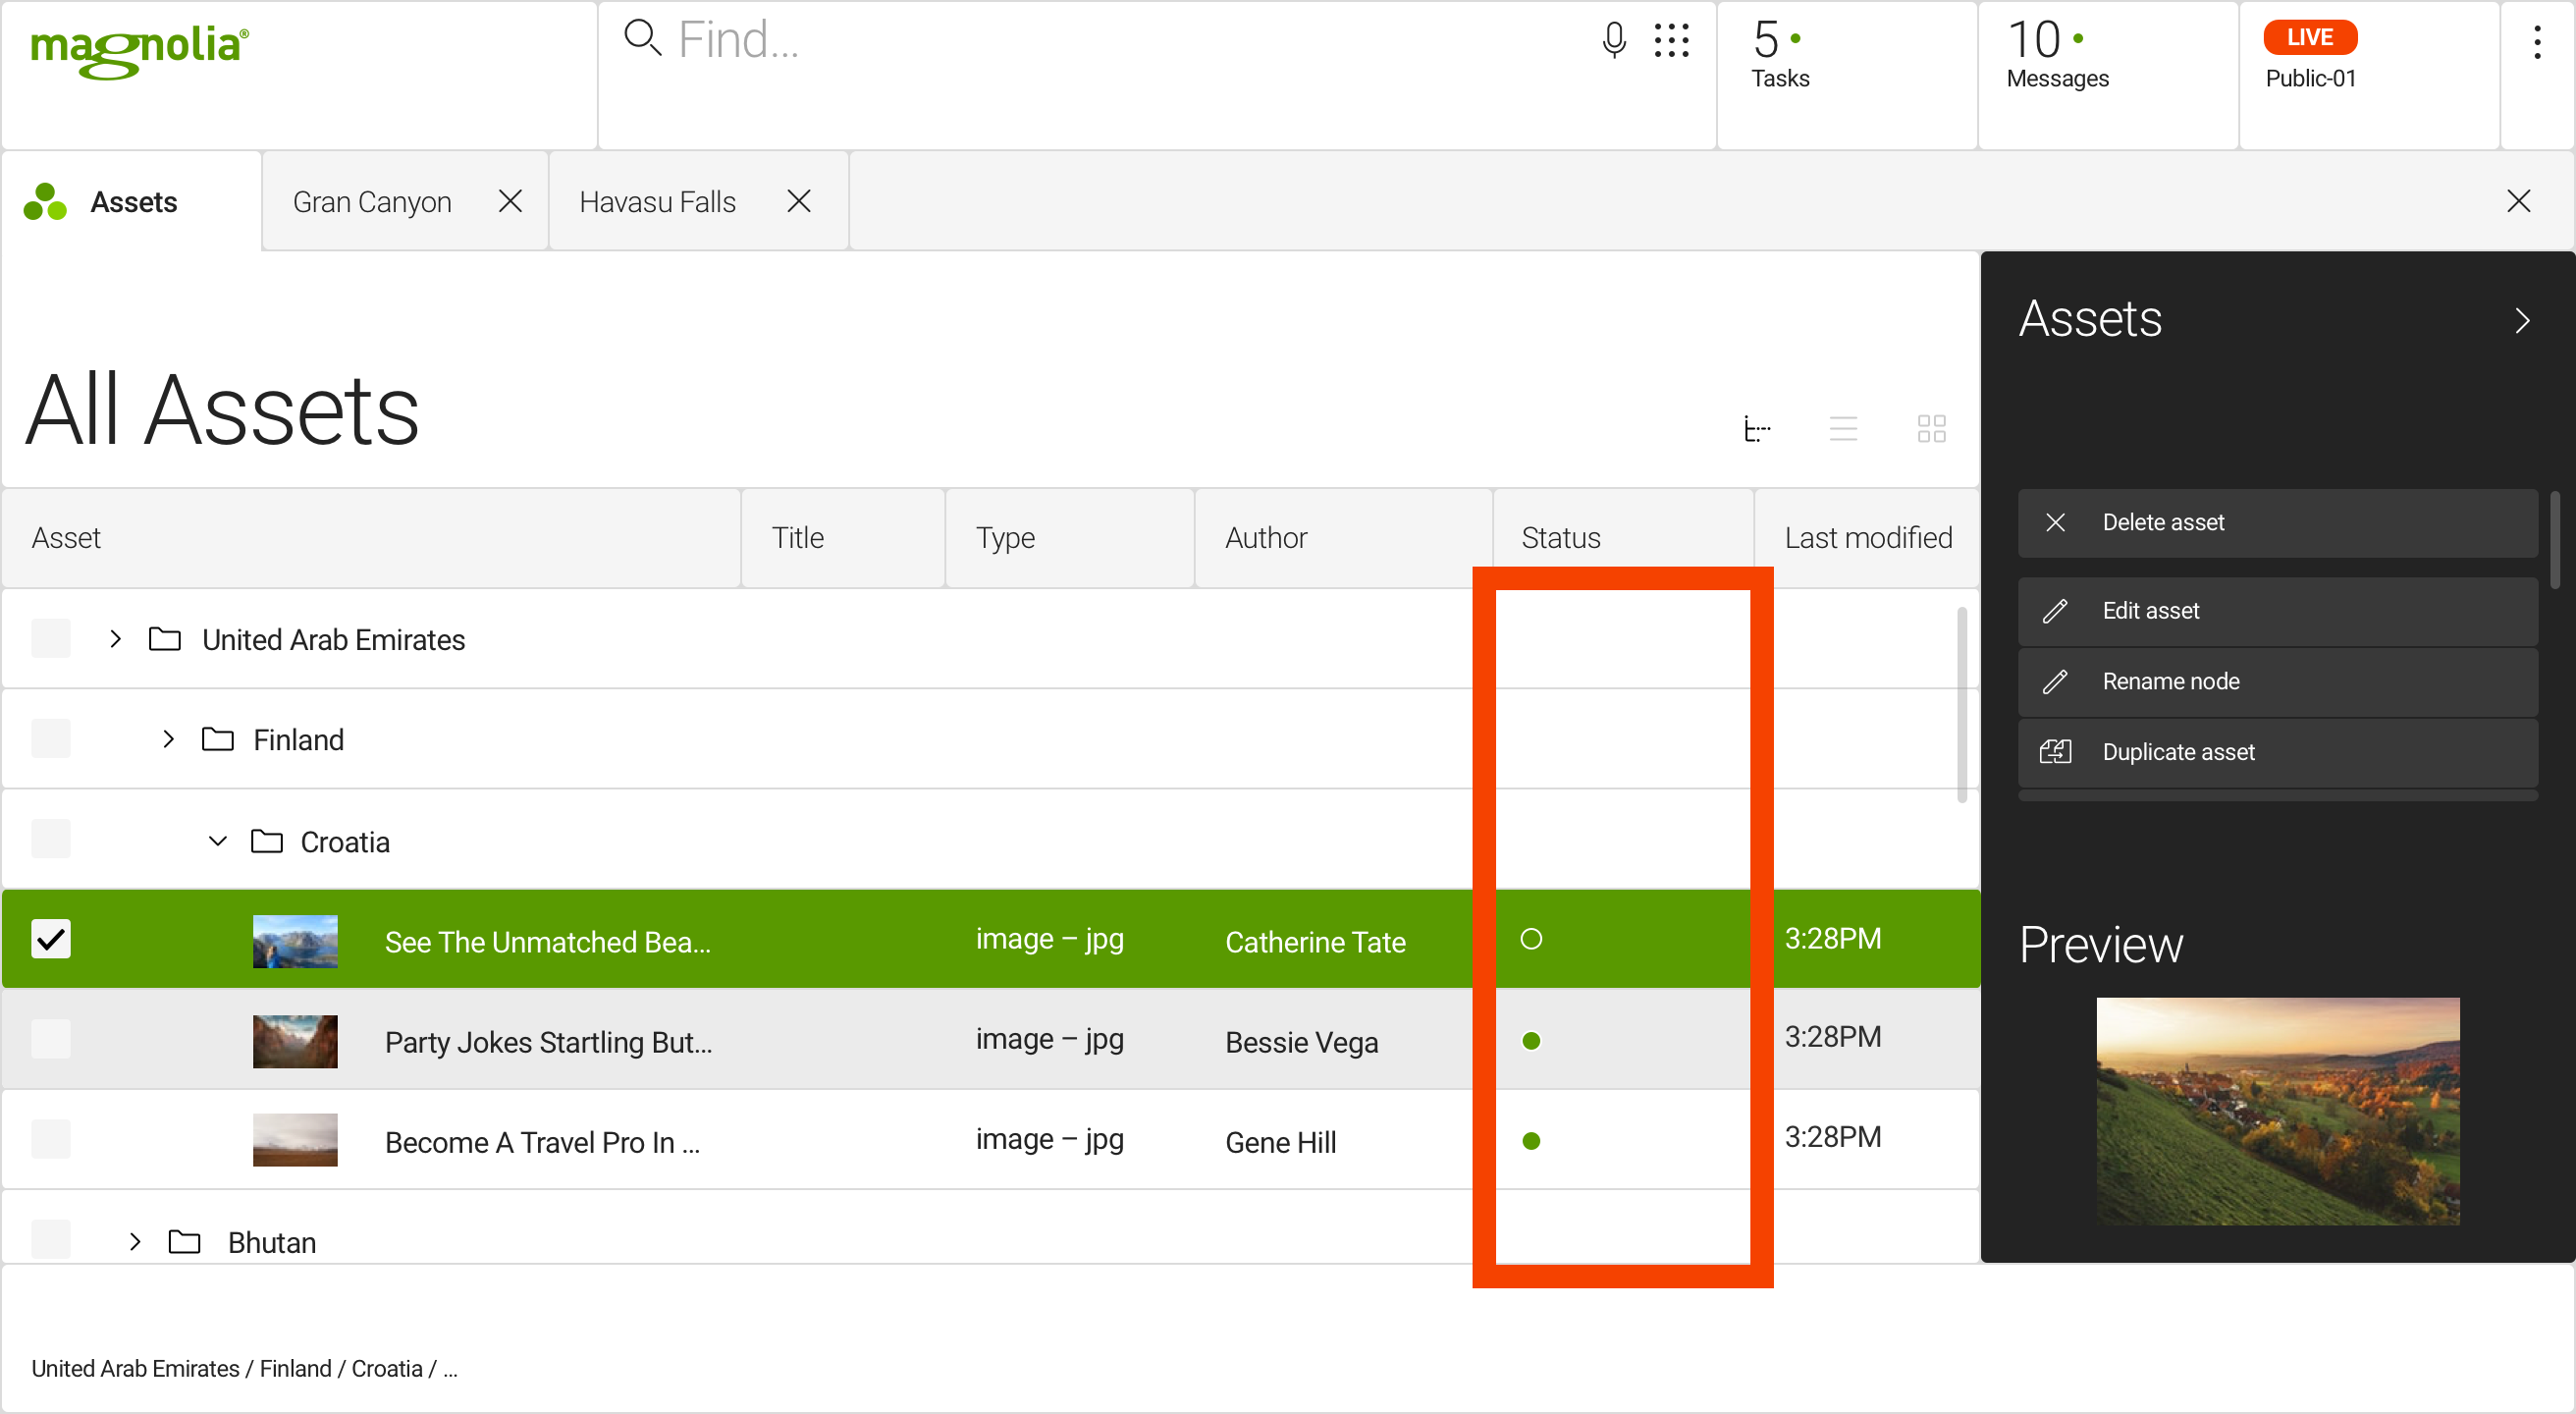 magnolia®
Find...
5
Tasks
10
Messages
LIVE
Public-01
Assets
Gran Canyon
Havasu Falls
All Assets
Asset Title Type Author Status Last modified
United Arab Emirates
Finland
Croatia
See The Unmatched Bea... image – jpg Catherine Tate 3:28PM
Party Jokes Startling But... image – jpg Bessie Vega 3:28PM
Become A Travel Pro In ... image – jpg Gene Hill 3:28PM
Bhutan
United Arab Emirates / Finland / Croatia / ...
Assets
Delete asset
Edit asset
Rename node
Duplicate asset
Preview